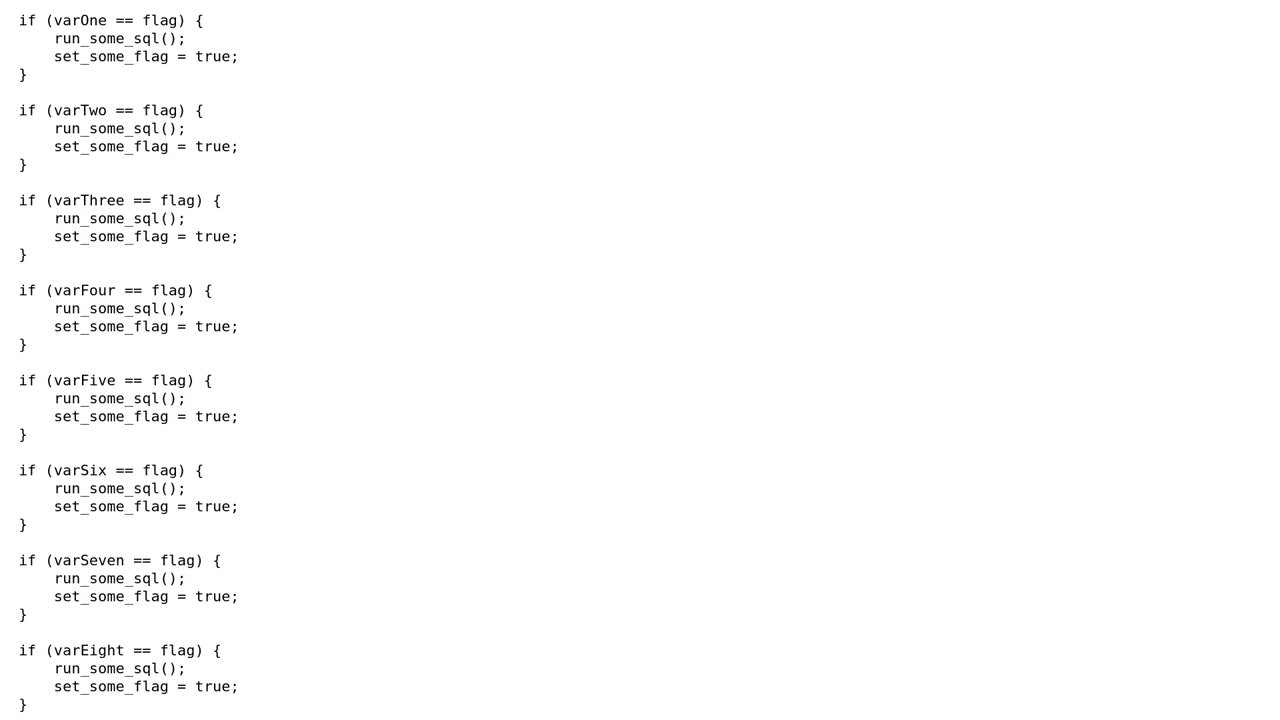 if (varOne == flag) {
    run_some_sql();
    set_some_flag = true;
}

if (varTwo == flag) {
    run_some_sql();
    set_some_flag = true;
}

if (varThree == flag) {
    run_some_sql();
    set_some_flag = true;
}

if (varFour == flag) {
    run_some_sql();
    set_some_flag = true;
}

if (varFive == flag) {
    run_some_sql();
    set_some_flag = true;
}

if (varSix == flag) {
    run_some_sql();
    set_some_flag = true;
}

if (varSeven == flag) {
    run_some_sql();
    set_some_flag = true;
}

if (varEight == flag) {
    run_some_sql();
    set_some_flag = true;
}